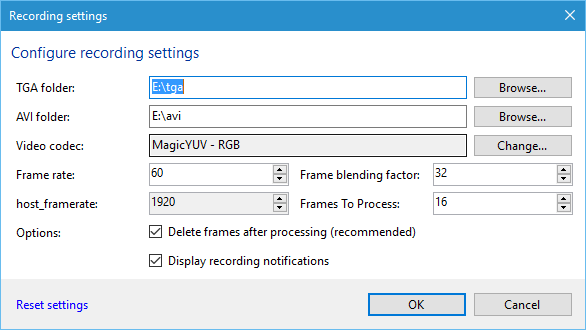 Recording settings
Configure recording settings
TGA folder: E:\tga Browse...
AVI folder: E:\avi Browse...
Video codec: MagicYUV - RGB Change...
Frame rate: 60 Frame blending factor: 32
host_framerate: 1920 Frames To Process: 16
Options: Delete frames after processing (recommended)
Display recording notifications
Reset settings OK Cancel